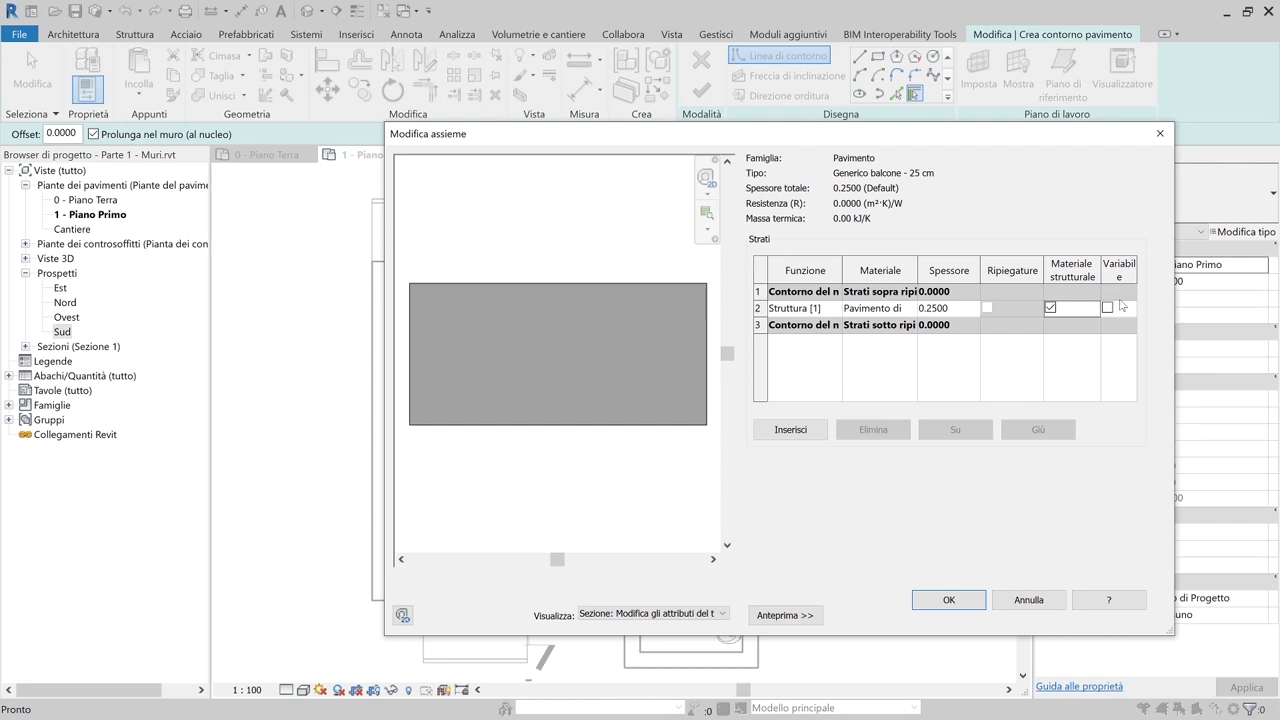 File Architettura Struttura Acciaio Prefabbricati Sistemi Inserisci Annota Analizza Volumetrie e cantiere Collabora Vista Gestisci Moduli aggiuntivi BIM Interoperability Tools Modifica | Crea contorno pavimento
Modifica
Incolla
Cimasa
Taglia
Unisci
Linea di contorno
Freccia di inclinazione
Direzione orditura
Imposta Mostra Piano di riferimento Visualizzatore
Seleziona Proprietà Appunti Geometria Modifica Vista Misura Crea Modalità Disegna Piano di lavoro
Offset: 0.0000 Prolunga nel muro (al nucleo)
Browser di progetto - Parte 1 - Muri.rvt
0 - Piano Terra
1 - Piano
Viste (tutto)
Piante dei pavimenti (Piante del pavime
0 - Piano Terra
1 - Piano Primo
Cantiere
Piante dei controsoffitti (Pianta dei con
Viste 3D
Prospetti
Est
Nord
Ovest
Sud
Sezioni (Sezione 1)
Legende
Abachi/Quantità (tutto)
Tavole (tutto)
Famiglie
Gruppi
Collegamenti Revit
Modifica assieme
2D
Famiglia: Pavimento
Tipo: Generico balcone - 25 cm
Spessore totale: 0.2500 (Default)
Resistenza (R): 0.0000 (m²·K)/W
Massa termica: 0.00 kJ/K
Strati
Funzione Materiale Spessore Ripiegature Materiale strutturale Variabile
1 Contorno del n Strati sopra ripi 0.0000
2 Struttura [1] Pavimento di 0.2500
3 Contorno del n Strati sotto ripi 0.0000
Inserisci Elimina Su Giù
OK Annulla ?
2D
Visualizza: Sezione: Modifica gli attributi del t
Anteprima >>
Modifica tipo
iano Primo
00
00
o di Progetto
uno
1 : 100
Guida alle proprietà Applica
Pronto
:0
Modello principale
:0